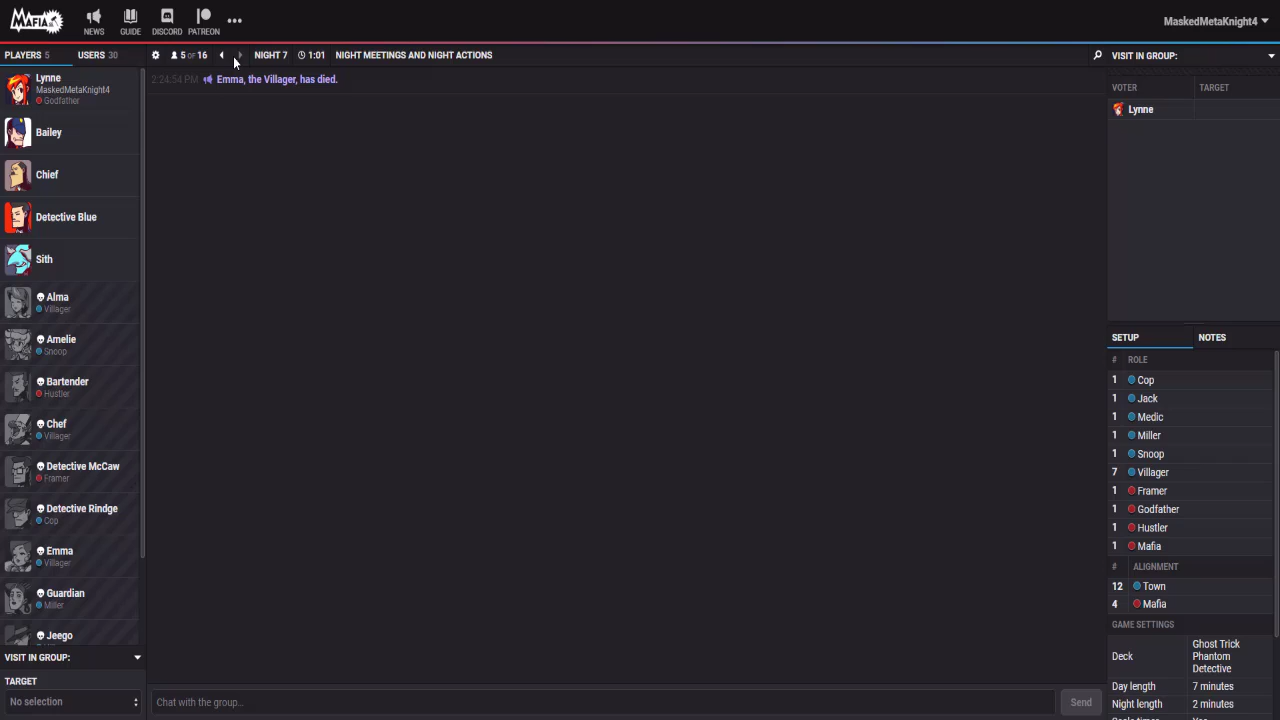 MAFIA
NEWS
GUIDE
DISCORD
PATREON
MaskedMetaKnight4
PLAYERS 5
USERS 30
5 OF 16
NIGHT 7
1:01
NIGHT MEETINGS AND NIGHT ACTIONS
VISIT IN GROUP:
Lynne
MaskedMetaKnight4
Godfather
Bailey
Chief
Detective Blue
Sith
Alma
Villager
Amelie
Snoop
Bartender
Hustler
Chef
Villager
Detective McCaw
Framer
Detective Rindge
Cop
Emma
Villager
Guardian
Miller
Jeego
VISIT IN GROUP:
TARGET
No selection
2:24:54 PM Emma, the Villager, has died.
Chat with the group...
Send
VOTER TARGET
Lynne
SETUP NOTES
# ROLE
1 Cop
1 Jack
1 Medic
1 Miller
1 Snoop
7 Villager
1 Framer
1 Godfather
1 Hustler
1 Mafia
# ALIGNMENT
12 Town
4 Mafia
GAME SETTINGS
Deck Ghost Trick
Phantom
Detective
Day length 7 minutes
Night length 2 minutes